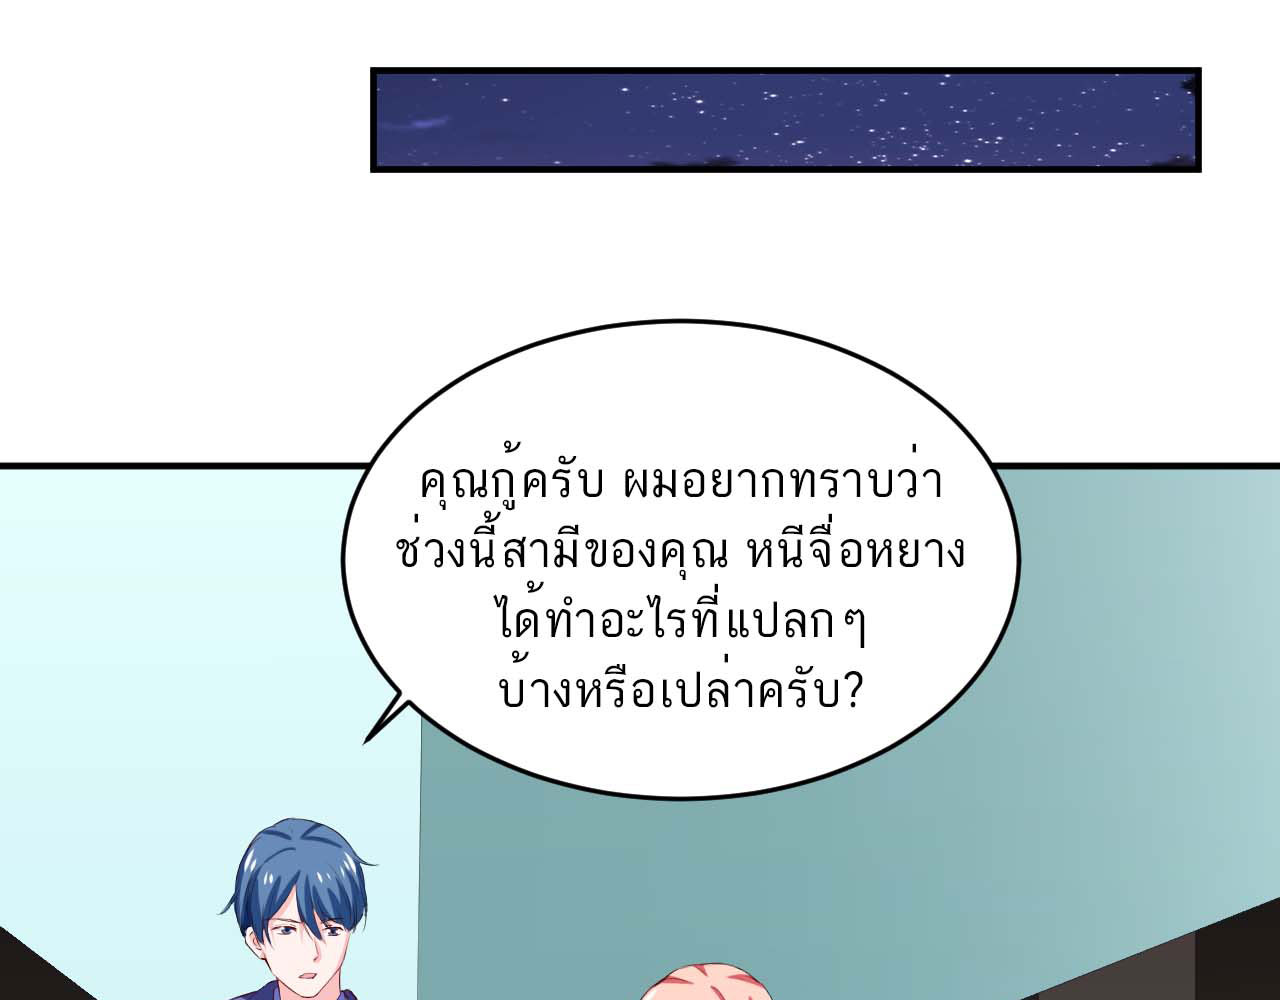 คุณกู้ครับ ผมอยากทราบว่า
ช่วงนี้สามีของคุณ หนีจื่อหยาง
ได้ทำอะไรที่แปลกๆ
บ้างหรือเปล่าครับ?